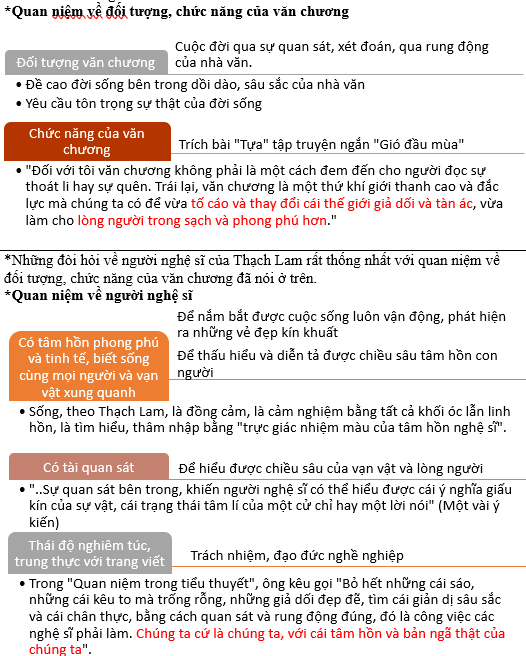 *Quan niệm về đối tượng, chức năng của văn chương
Đối tượng văn chương
Cuộc đời qua sự quan sát, xét đoán, qua rung động
của nhà văn.
• Đề cao đời sống bên trong dồi dào, sâu sắc của nhà văn
• Yêu cầu tôn trọng sự thật của đời sống
Chức năng của văn
chương
Trích bài "Tựa" tập truyện ngắn "Gió đầu mùa"
• "Đối với tôi văn chương không phải là một cách đem đến cho người đọc sự
thoát li hay sự quên. Trái lại, văn chương là một thứ khí giới thanh cao và đắc
lực mà chúng ta có để vừa tố cáo và thay đổi cái thế giới giả dối và tàn ác, vừa
làm cho lòng người trong sạch và phong phú hơn."
*Những đòi hỏi về người nghệ sĩ của Thạch Lam rất thống nhất với quan niệm về
đối tượng, chức năng của văn chương đã nói ở trên.
*Quan niệm về người nghệ sĩ
Có tâm hồn phong phú
và tinh tế, biết sống
cùng mọi người và vạn
vật xung quanh
Để nắm bắt được cuộc sống luôn vận động, phát hiện
ra những vẻ đẹp kín khuất
Để thấu hiểu và diễn tả được chiều sâu tâm hồn con
người
• Sống, theo Thạch Lam, là đồng cảm, là cảm nghiệm bằng tất cả khối óc lẫn linh
hồn, là tìm hiểu, thâm nhập bằng "trực giác nhiệm màu của tâm hồn nghệ sĩ".
Có tài quan sát
Để hiểu được chiều sâu của vạn vật và lòng người
• "..Sự quan sát bên trong, khiến người nghệ sĩ có thể hiểu được cái ý nghĩa giấu
kín của sự vật, cái trạng thái tâm lí của một cử chỉ hay một lời nói" (Một vài ý
kiến)
Thái độ nghiêm túc,
trung thực với trang viết
Trách nhiệm, đạo đức nghề nghiệp
• Trong "Quan niệm trong tiểu thuyết", ông kêu gọi "Bỏ hết những cái sáo,
những cái kêu to mà trống rỗng, những giả dối đẹp đẽ, tìm cái giản dị sâu sắc
và cái chân thực, bằng cách quan sát và rung động đúng, đó là công việc các
nghệ sĩ phải làm. Chúng ta cứ là chúng ta, với cái tâm hồn và bản ngã thật của
chúng ta".